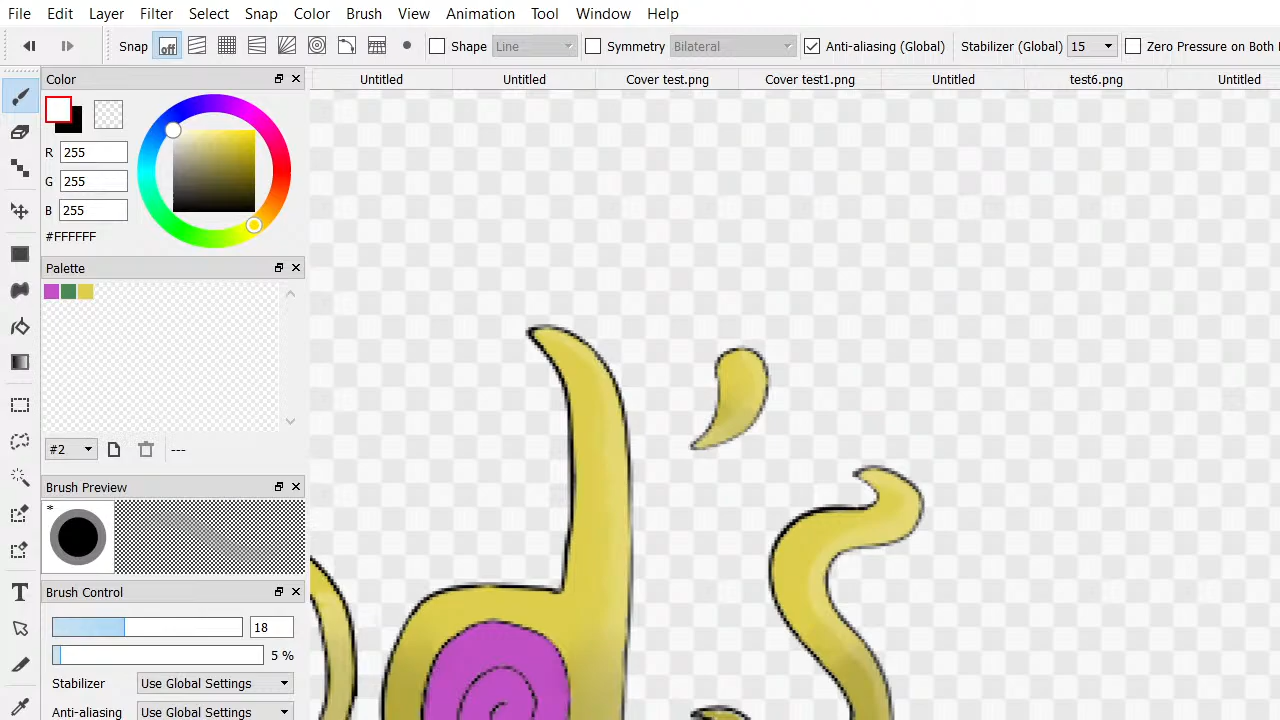 File Edit Layer Filter Select Snap Color Brush View Animation Tool Window Help
Snap off Shape Line Symmetry Bilateral Anti-aliasing (Global) Stabilizer (Global) 15 Zero Pressure on Both
Color
Untitled Untitled Cover test.png Cover test1.png Untitled test6.png Untitled
R 255
G 255
B 255
#FFFFFF
Palette
#2 ---
Brush Preview
*
Brush Control
18
5 %
Stabilizer Use Global Settings
Anti-aliasing Use Global Settings